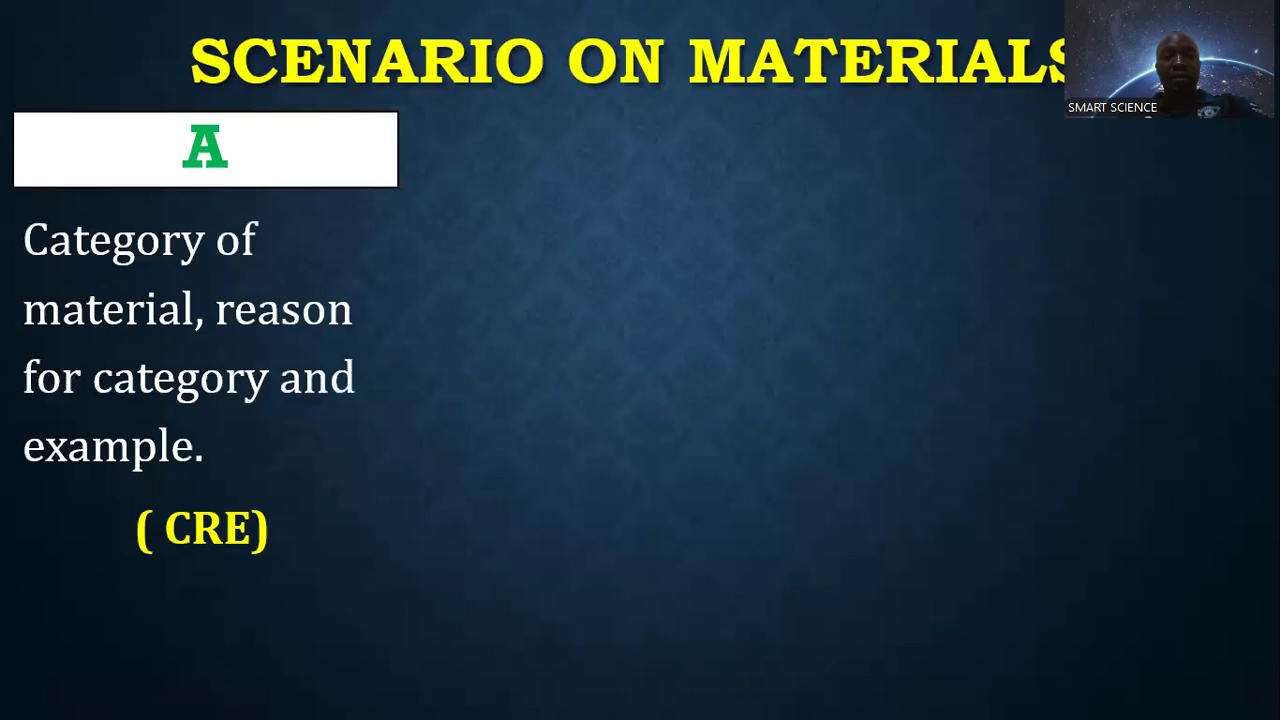 SCENARIO ON MATERIALS
SMART SCIENCE
A
Category of
material, reason
for category and
example.
( CRE)